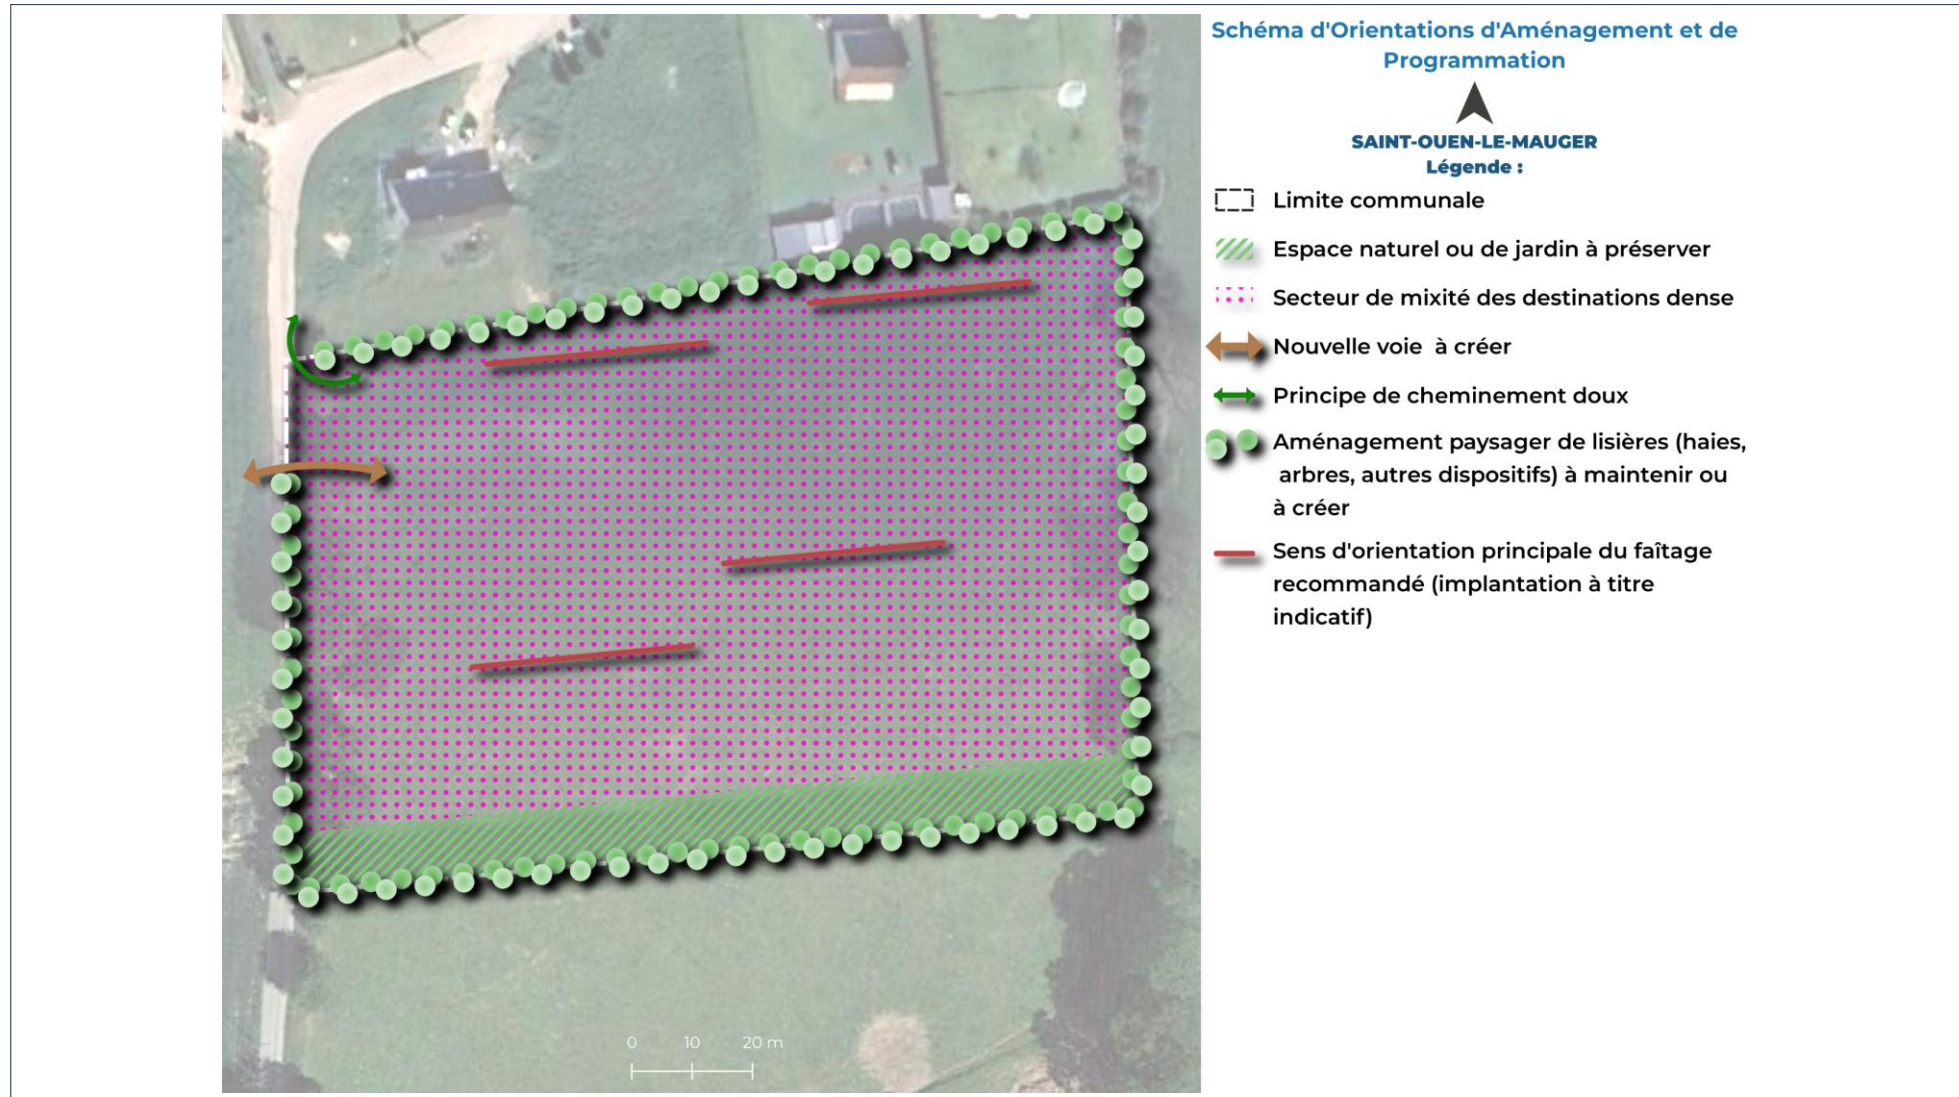 Schéma d'Orientations d'Aménagement et de
Programmation
SAINT-OUEN-LE-MAUGER
Légende :
Limite communale
Espace naturel ou de jardin à préserver
Secteur de mixité des destinations dense
Nouvelle voie à créer
Principe de cheminement doux
Aménagement paysager de lisières (haies,
arbres, autres dispositifs) à maintenir ou
à créer
Sens d'orientation principale du faîtage
recommandé (implantation à titre
indicatif)
0 10 20 m